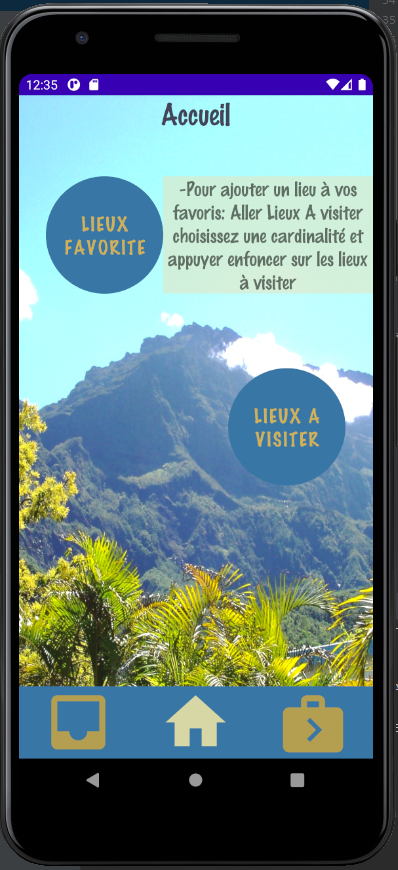 12:35
Accueil
LIEUX
FAVORITE
-Pour ajouter un lieu à vos
favoris: Aller Lieux A visiter
choisissez une cardinalité et
appuyer enfoncer sur les lieux
à visiter
LIEUX A
VISITER
35